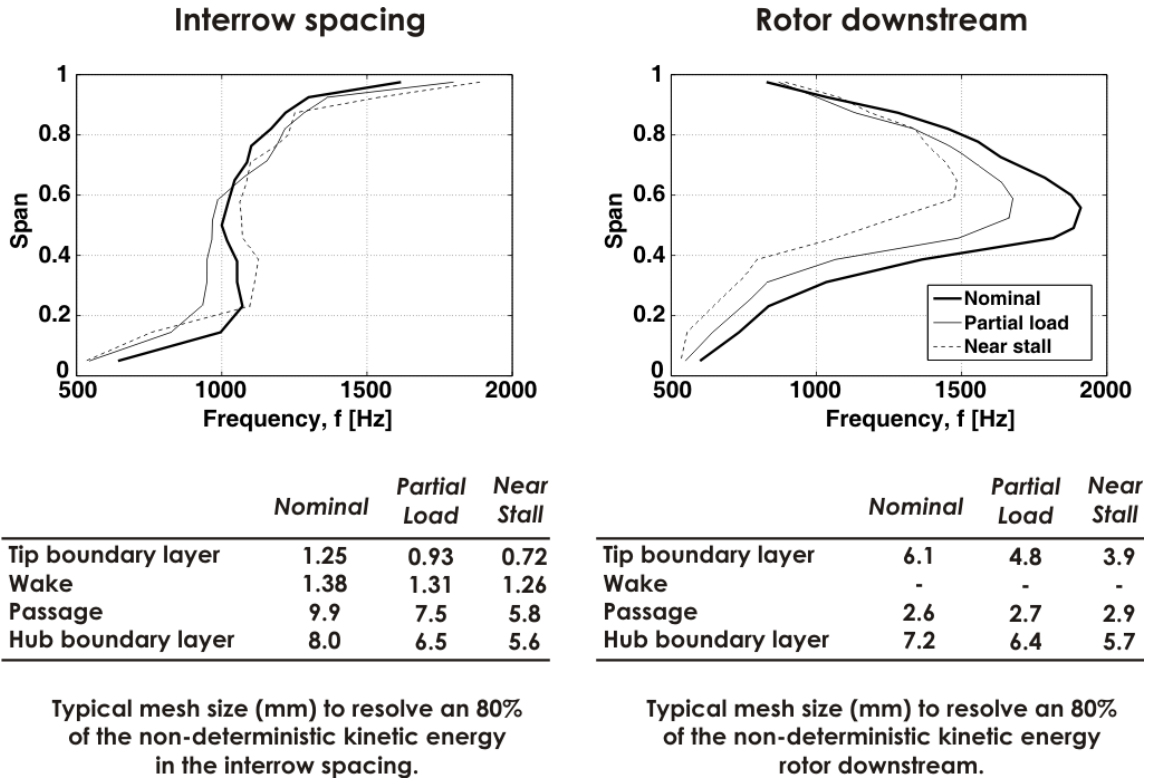 Interrow spacing
1
0.8
0.6
0.4
0.2
0
Span
500 1000 1500 2000
Frequency, f [Hz]
Rotor downstream
1
0.8
0.6
0.4
0.2
0
Span
500 1000 1500 2000
Frequency, f [Hz]
Nominal
Partial load
Near stall
Nominal Partial Load Near Stall
Tip boundary layer 1.25 0.93 0.72
Wake 1.38 1.31 1.26
Passage 9.9 7.5 5.8
Hub boundary layer 8.0 6.5 5.6
Typical mesh size (mm) to resolve an 80%
of the non-deterministic kinetic energy
in the interrow spacing.
Nominal Partial Load Near Stall
Tip boundary layer 6.1 4.8 3.9
Wake - - -
Passage 2.6 2.7 2.9
Hub boundary layer 7.2 6.4 5.7
Typical mesh size (mm) to resolve an 80%
of the non-deterministic kinetic energy
rotor downstream.